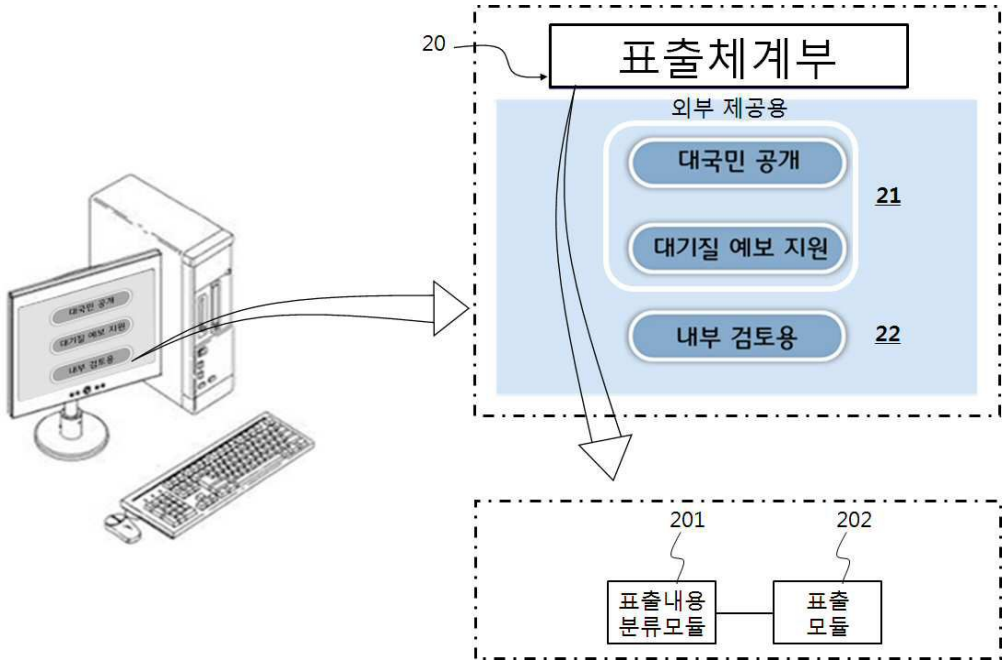 20
표출체계부
외부 제공용
대국민 공개
21
대기질 예보 지원
내부 검토용
22
대국민 공개
대기질 예보 지원
내부 검토용
201
202
표출내용
분류모듈
표출
모듈